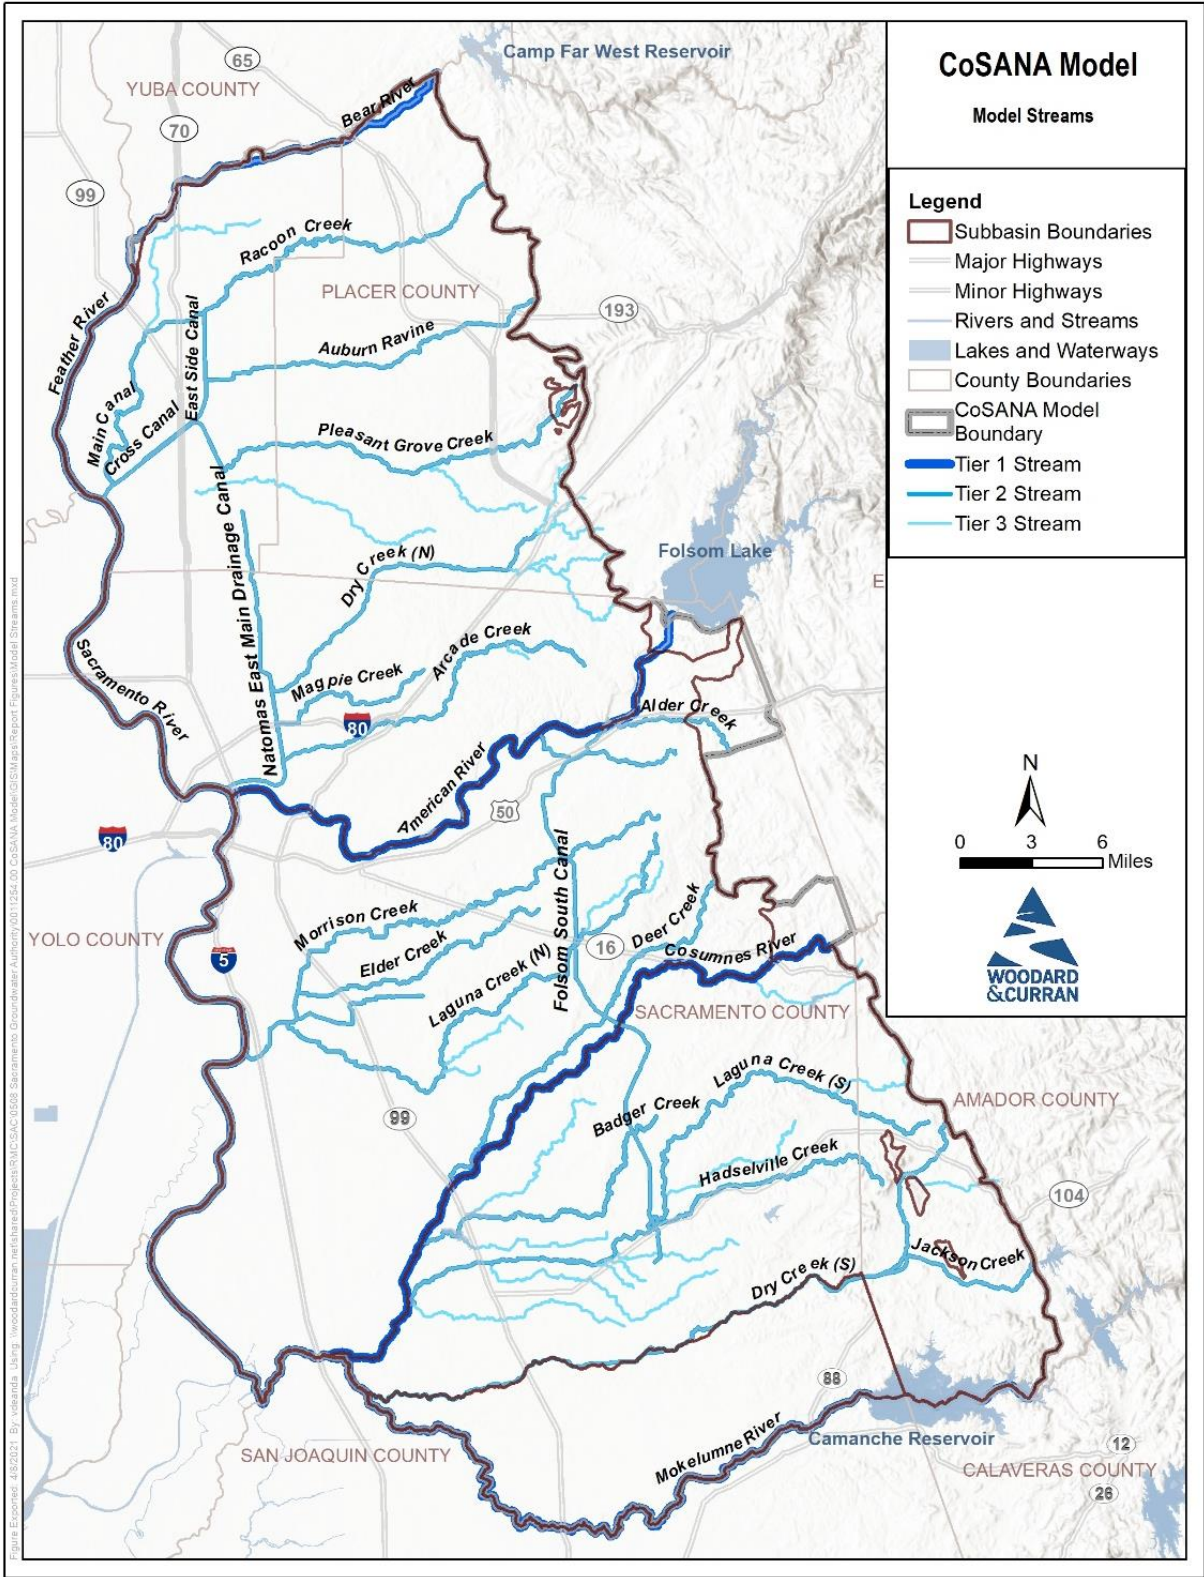 CoSANA Model
Model Streams
Legend
Subbasin Boundaries
Major Highways
Minor Highways
Rivers and Streams
Lakes and Waterways
County Boundaries
CoSANA Model
Boundary
Tier 1 Stream
Tier 2 Stream
Tier 3 Stream
N
0 3 6
Miles
WOODARD
&CURRAN
Camp Far West Reservoir
65
YUBA COUNTY
Bear River
70
99
Racoon Creek
PLACER COUNTY
193
Feather River
East Side Canal
Auburn Ravine
Main Canal
Cross Canal
Pleasant Grove Creek
Natomas East Main Drainage Canal
Folsom Lake
E
Dry Creek (N)
Sacramento River
Arcade Creek
Magpie Creek
80
Alder Creek
American River
50
80
Folsom South Canal
Morrison Creek
Deer Creek
YOLO COUNTY
5
Elder Creek
16
Cosumnes River
Laguna Creek (N)
SACRAMENTO COUNTY
Laguna Creek (S)
99
Badger Creek
AMADOR COUNTY
Hadselville Creek
104
Jackson Creek
Dry Creek (S)
88
Mokelumne River
Camanche Reservoir
SAN JOAQUIN COUNTY
12
CALAVERAS COUNTY
26